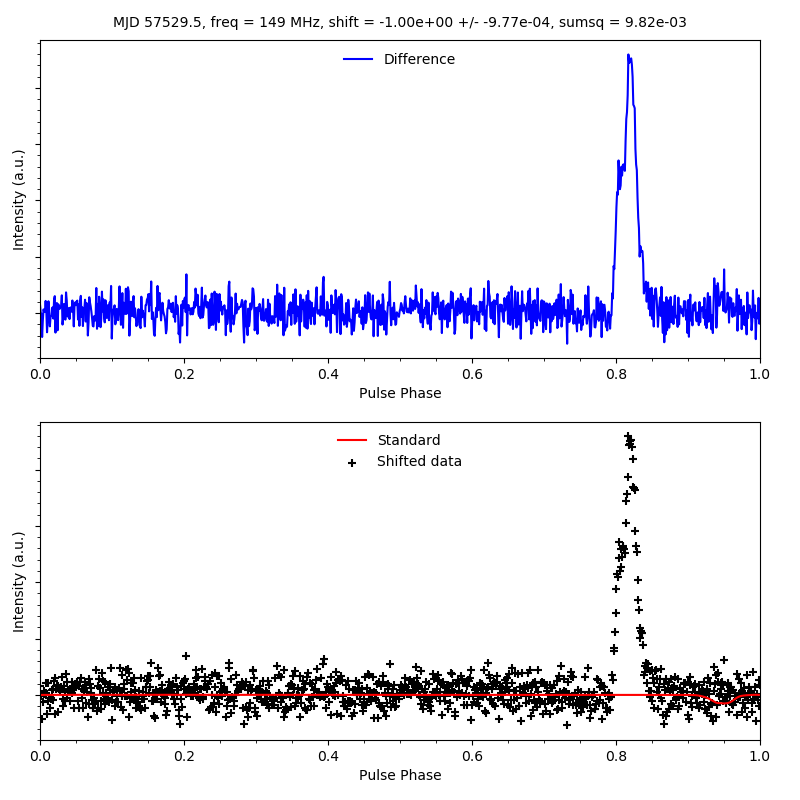 MJD 57529.5, freq = 149 MHz, shift = -1.00e+00 +/- -9.77e-04, sumsq = 9.82e-03
Difference
Intensity (a.u.)
0.0 0.2 0.4 0.6 0.8 1.0
Pulse Phase
Standard
Shifted data
Intensity (a.u.)
0.0 0.2 0.4 0.6 0.8 1.0
Pulse Phase